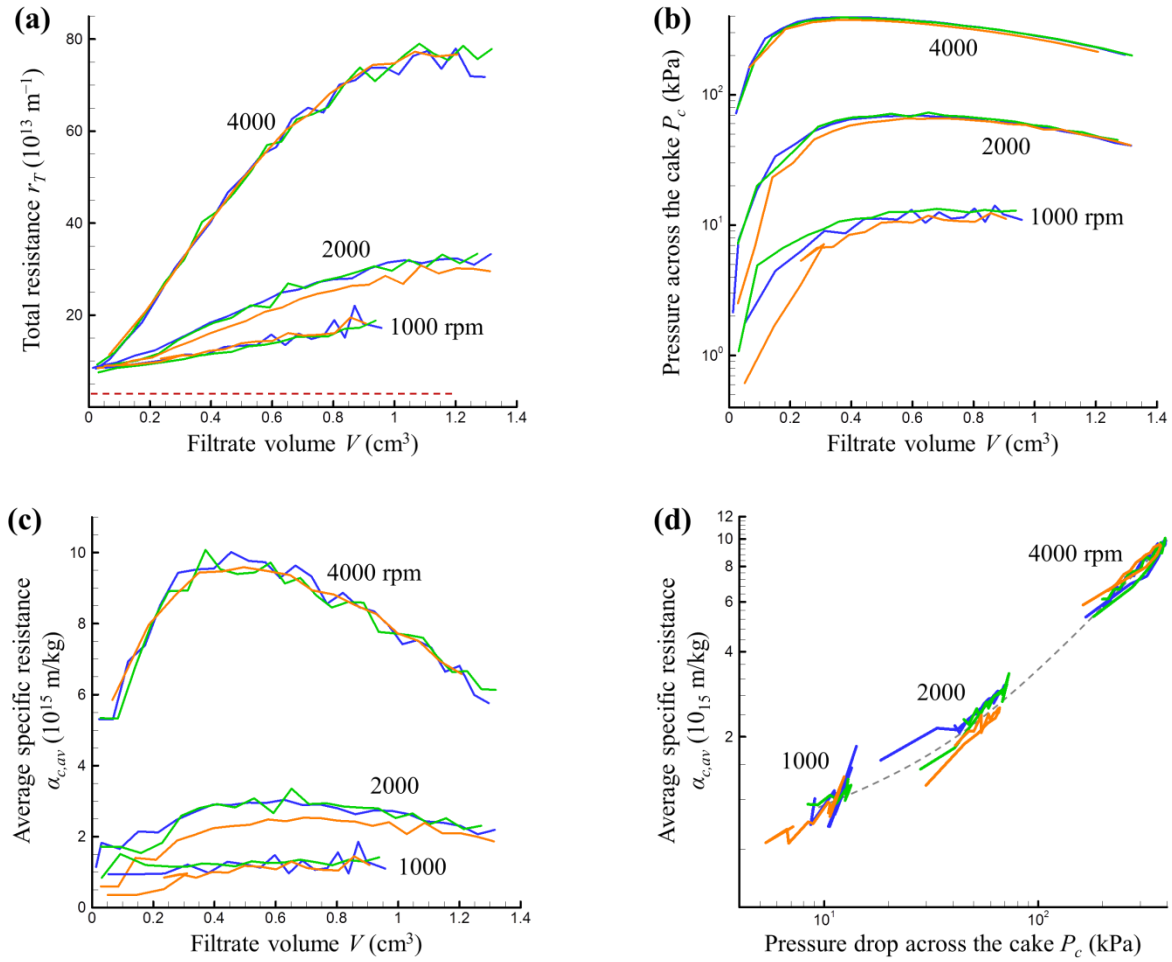 (a)
Total resistance r_T (10^13 m^−1)
80
60
40
20
0
0.2
0.4
0.6
0.8
1
1.2
1.4
4000
2000
1000 rpm
Filtrate volume V (cm^3)
(b)
Pressure across the cake P_c (kPa)
10^2
10^1
10^0
0
0.2
0.4
0.6
0.8
1
1.2
1.4
4000
2000
1000 rpm
Filtrate volume V (cm^3)
(c)
Average specific resistance
α_c,av (10^15 m/kg)
10
8
6
4
2
0
0
0.2
0.4
0.6
0.8
1
1.2
1.4
4000 rpm
2000
1000
Filtrate volume V (cm^3)
(d)
Average specific resistance
α_c,av (10_15 m/kg)
12
10
8
6
4
2
10^1
10^2
4000 rpm
2000
1000
Pressure drop across the cake P_c (kPa)